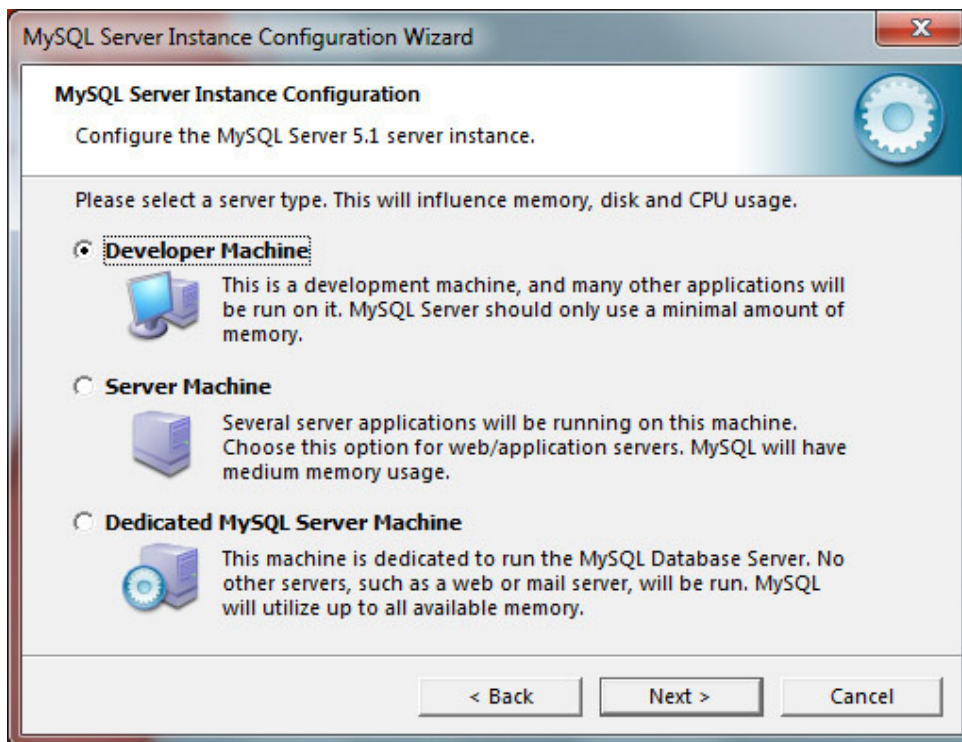 MySQL Server Instance Configuration Wizard
MySQL Server Instance Configuration
Configure the MySQL Server 5.1 server instance.
Please select a server type. This will influence memory, disk and CPU usage.
Developer Machine
This is a development machine, and many other applications will
be run on it. MySQL Server should only use a minimal amount of
memory.
Server Machine
Several server applications will be running on this machine.
Choose this option for web/application servers. MySQL will have
medium memory usage.
Dedicated MySQL Server Machine
This machine is dedicated to run the MySQL Database Server. No
other servers, such as a web or mail server, will be run. MySQL
will utilize up to all available memory.
< Back Next > Cancel